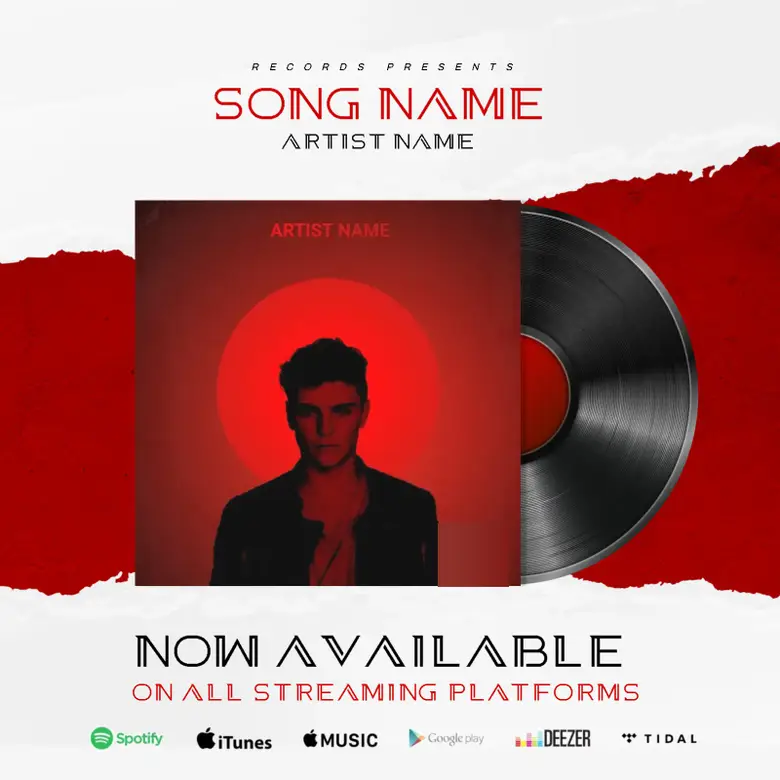 RECORDS PRESENTS
SONG NAME
ARTIST NAME
ARTIST NAME
NOW AVAILABLE
ON ALL STREAMING PLATFORMS
Spotify iTunes MUSIC Google play DEEZER TIDAL